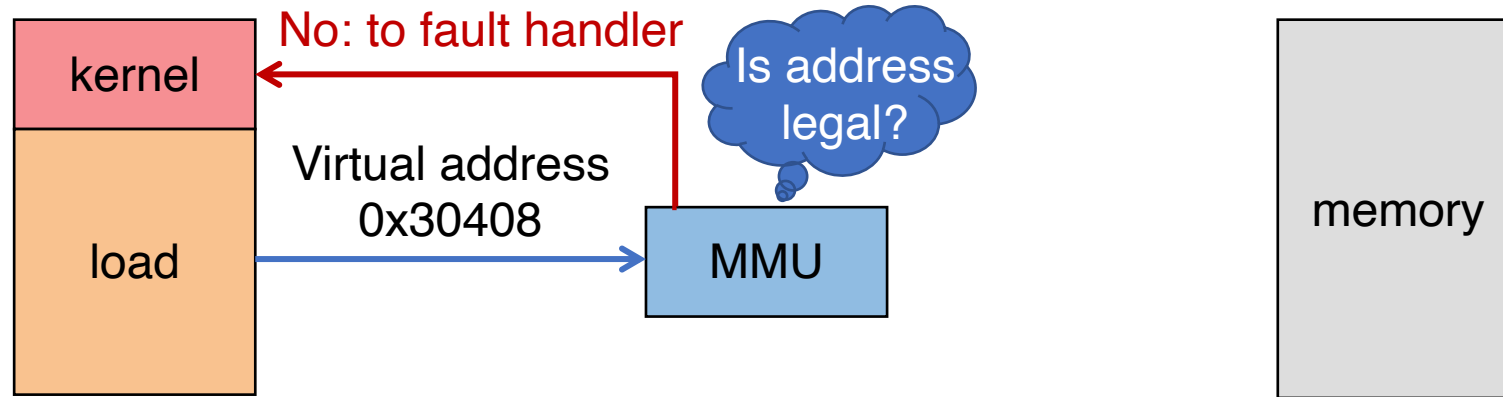 No: to fault handler
kernel
Is address
legal?
Virtual address
0x30408
load
MMU
memory